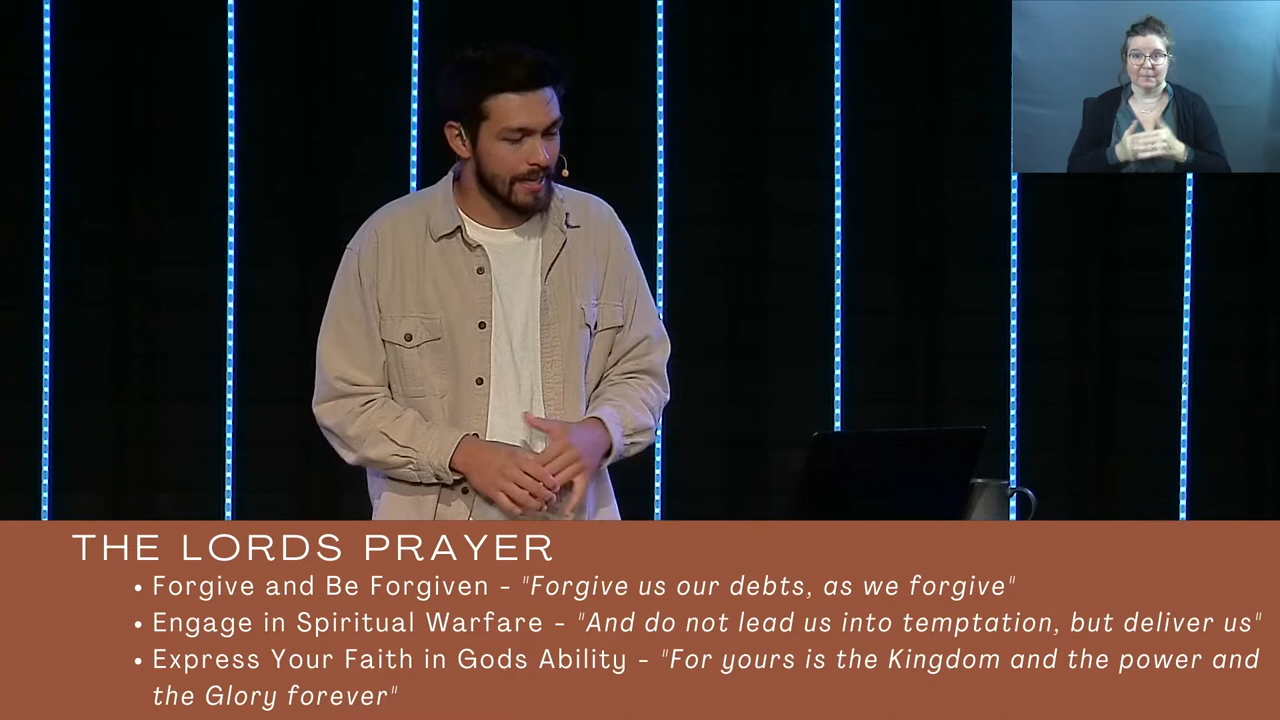 THE LORDS PRAYER
• Forgive and Be Forgiven - "Forgive us our debts, as we forgive"
• Engage in Spiritual Warfare - "And do not lead us into temptation, but deliver us"
• Express Your Faith in Gods Ability - "For yours is the Kingdom and the power and
the Glory forever"